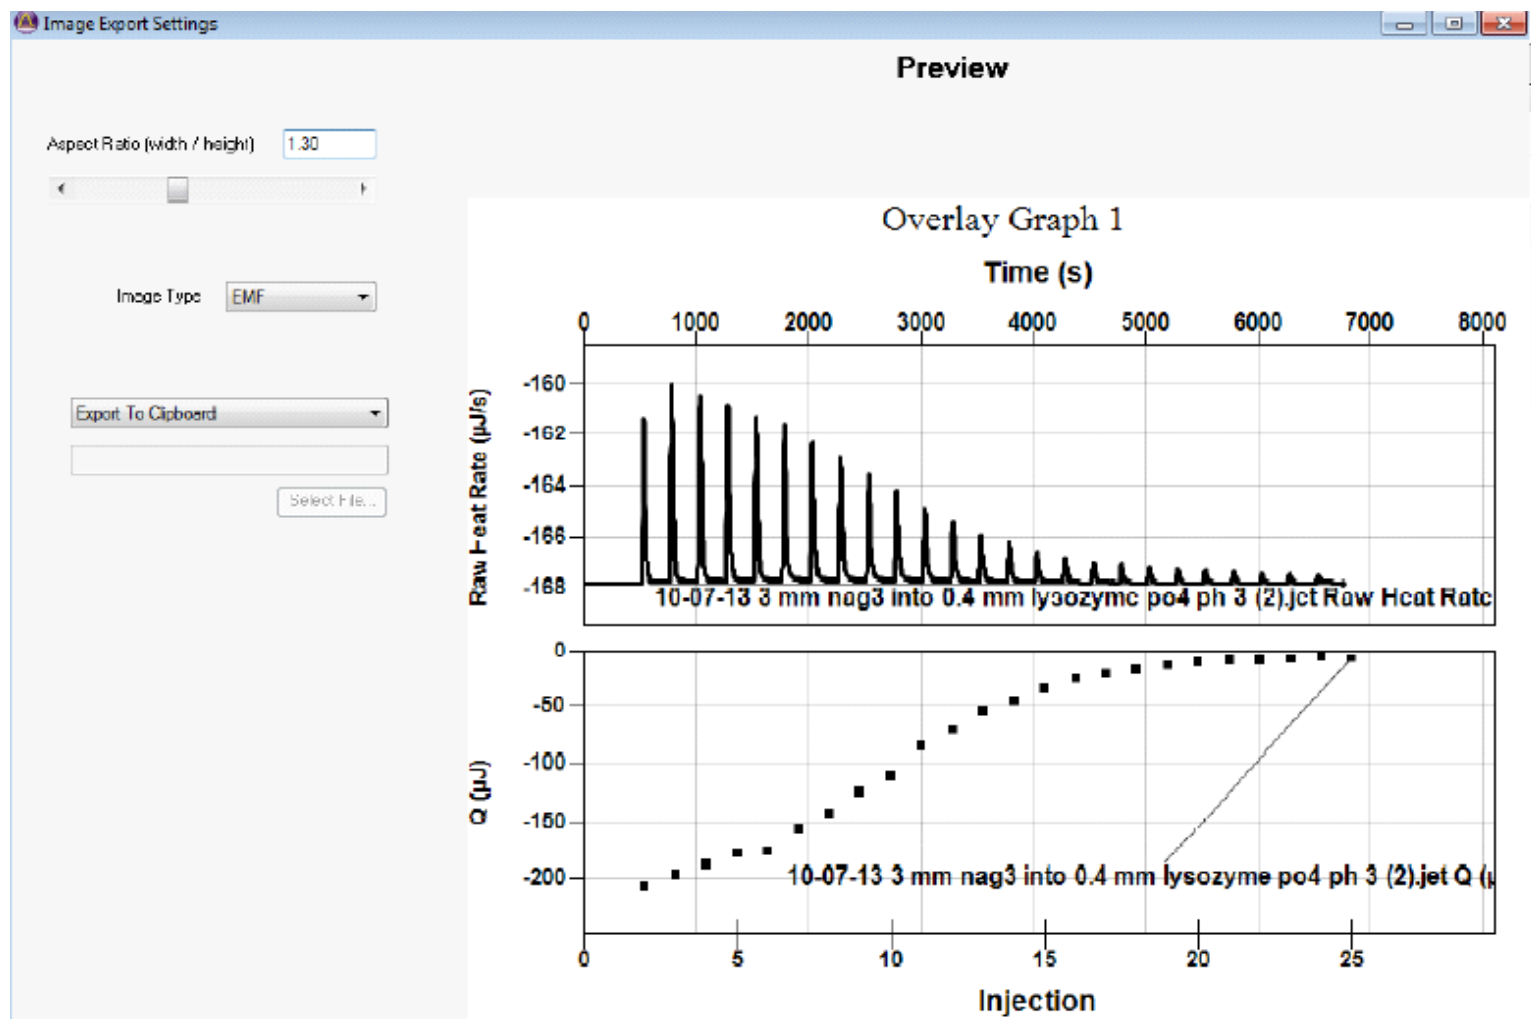 Image Export Settings
Preview
Aspect Ratio (width / height) 1.30
Image Type EMF
Export To Clipboard
Select File...
Overlay Graph 1
Time (s)
0 1000 2000 3000 4000 5000 6000 7000 8000
Raw Heat Rate (µJ/s)
-160
-162
-164
-166
-168
10-07-13 3 mm nag3 into 0.4 mm lysozyme po4 ph 3 (2).jet Raw Heat Rate
Q (µJ)
0
-50
-100
-150
-200
10-07-13 3 mm nag3 into 0.4 mm lysozyme po4 ph 3 (2).jet Q (µ
0 5 10 15 20 25
Injection